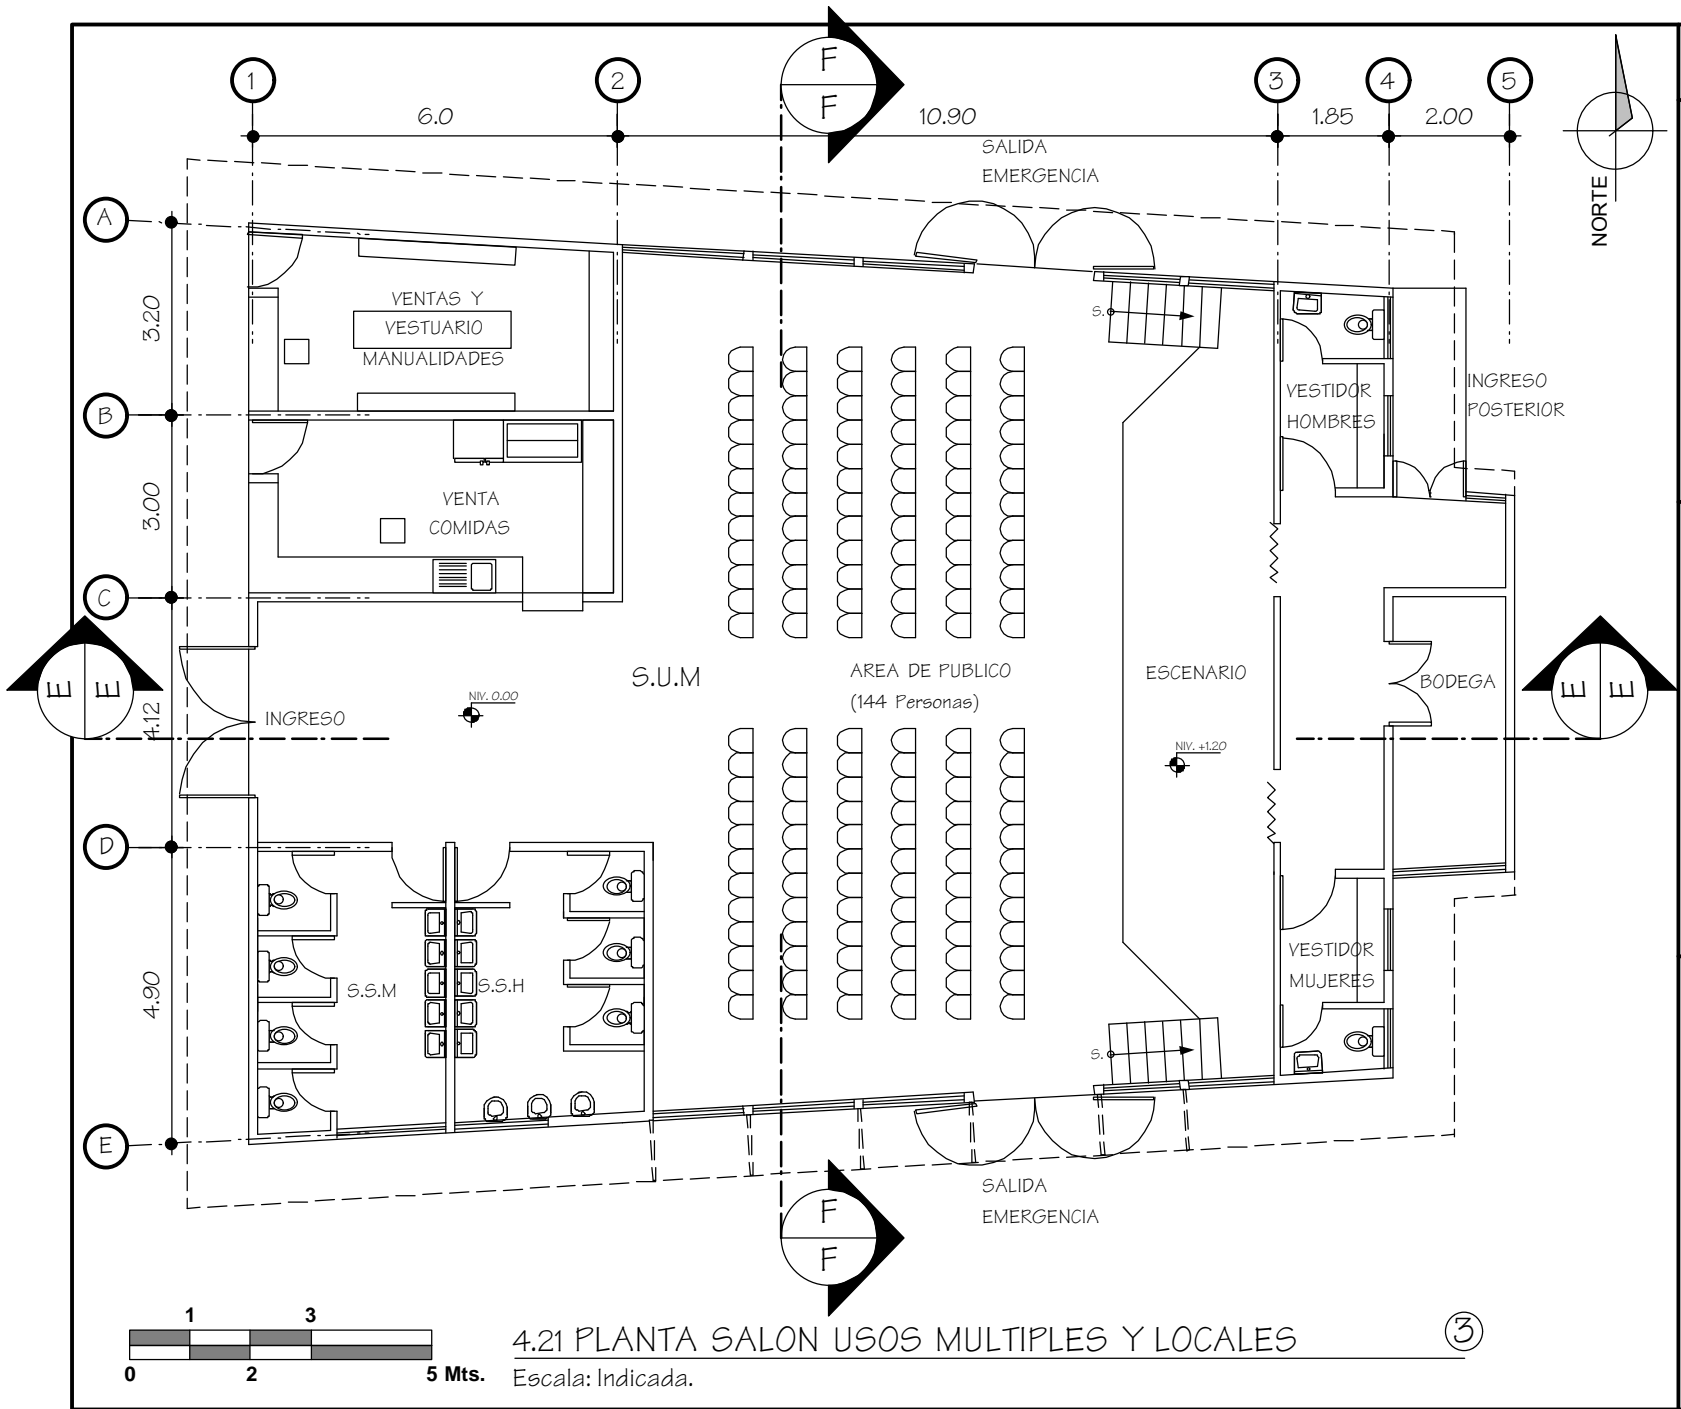 F
F
1
2
3
4
5
6.0
10.90
1.85
2.00
NORTE
SALIDA
EMERGENCIA
A
B
C
D
E
3.20
3.00
4.12
4.90
VENTAS Y
VESTUARIO
MANUALIDADES
S.
VESTIDOR
HOMBRES
INGRESO
POSTERIOR
VENTA
COMIDAS
E
E
S.U.M
AREA DE PUBLICO
(144 Personas)
ESCENARIO
BODEGA
E
E
NIV. 0.00
INGRESO
NIV. +1.20
S.S.M
S.S.H
VESTIDOR
MUJERES
S.
SALIDA
EMERGENCIA
F
F
1
3
0
2
5 Mts.
4.21 PLANTA SALON USOS MULTIPLES Y LOCALES
3
Escala: Indicada.